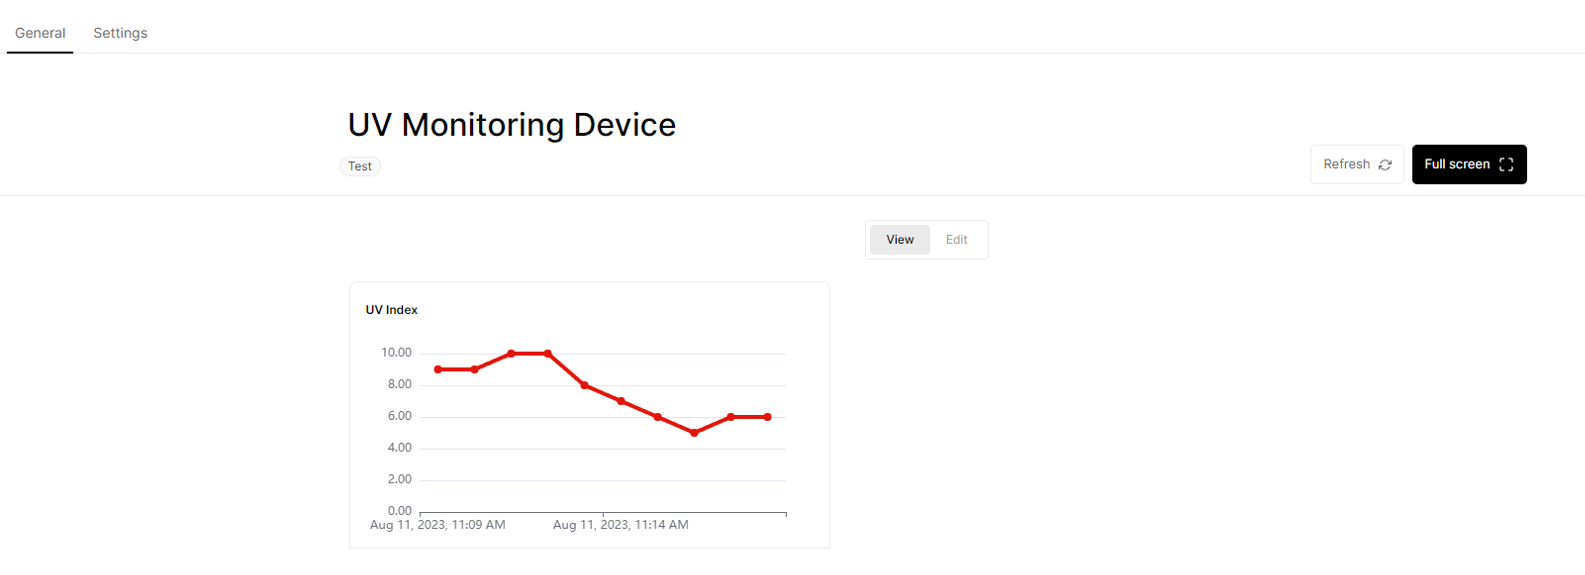 General Settings
UV Monitoring Device
Test
Refresh Full screen
View Edit
UV Index
10.00
8.00
6.00
4.00
2.00
0.00
Aug 11, 2023, 11:09 AM Aug 11, 2023, 11:14 AM